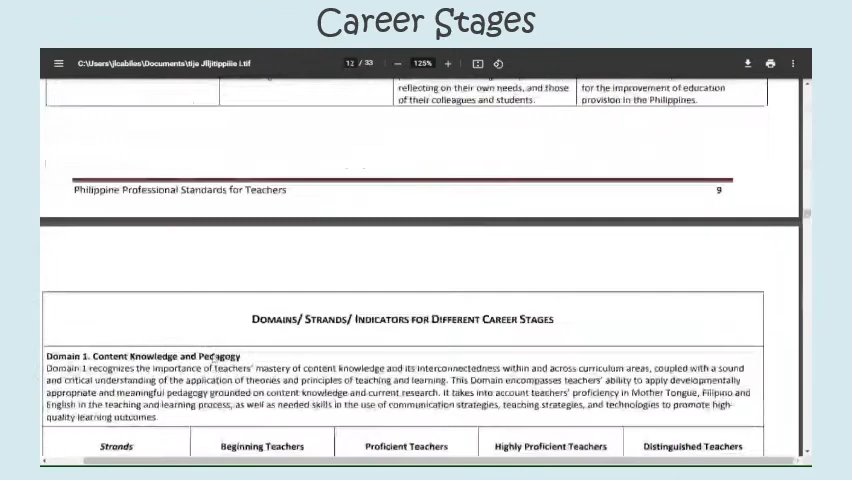 Career Stages
C:\Users\jlcabiles\Documents\tije Jljtippilie l.tif
12 / 33
125%
reflecting on their own needs, and those
of their colleagues and students.
for the improvement of education
provision in the Philippines.
Philippine Professional Standards for Teachers
9
DOMAINS/ STRANDS/ INDICATORS FOR DIFFERENT CAREER STAGES
Domain 1. Content Knowledge and Pedagogy
Domain 1 recognizes the importance of teachers' mastery of content knowledge and its interconnectedness within and across curriculum areas, coupled with a sound
and critical understanding of the application of theories and principles of teaching and learning. This Domain encompasses teachers' ability to apply developmentally
appropriate and meaningful pedagogy grounded on content knowledge and current research. It takes into account teachers' proficiency in Mother Tongue, Filipino and
English in the teaching and learning process, as well as needed skills in the use of communication strategies, teaching strategies, and technologies to promote high-
quality learning outcomes.
Strands
Beginning Teachers
Proficient Teachers
Highly Proficient Teachers
Distinguished Teachers